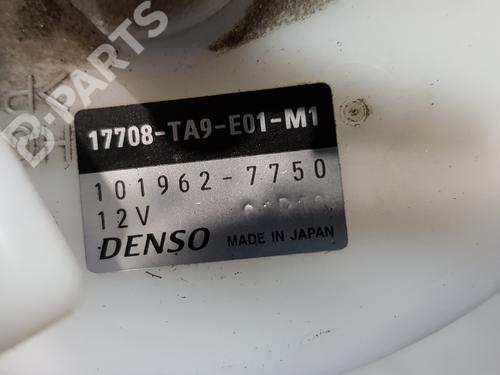 B-PARTS
17708-TA9-E01-M1
101962-7750
12V
DENSO MADE IN JAPAN